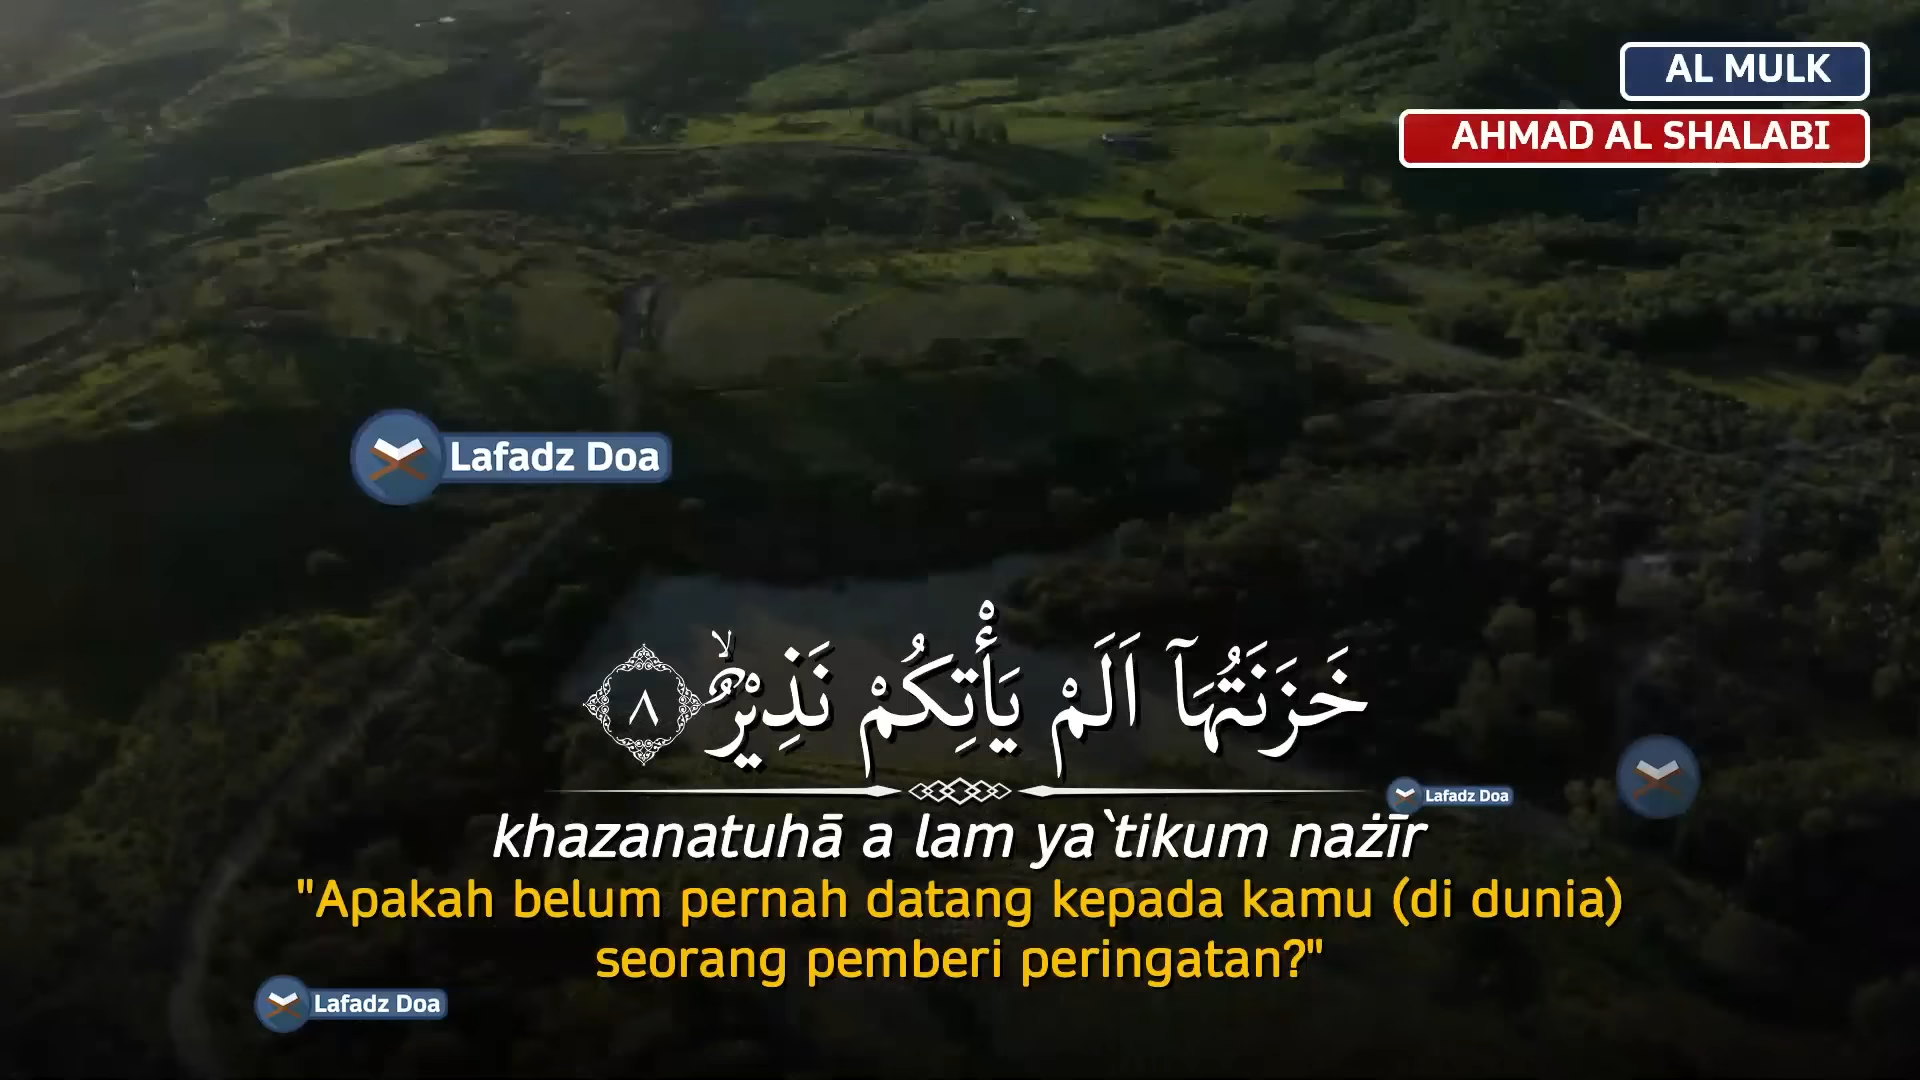 AL MULK
AHMAD AL SHALABI
Lafadz Doa
خَزَنَتُهَآ اَلَمْ يَأْتِكُمْ نَذِيْرٌۙ ٨
Lafadz Doa
khazanatuhā a lam ya`tikum nażīr
"Apakah belum pernah datang kepada kamu (di dunia)
seorang pemberi peringatan?"
Lafadz Doa